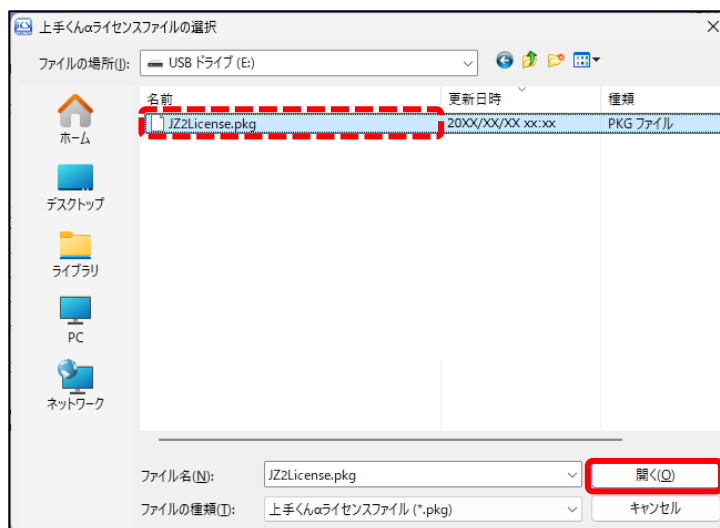 上手くんαライセンスファイルの選択
ファイルの場所(I): USB ドライブ (E:)
名前 更新日時 種類
JZ2License.pkg 20XX/XX/XX xx:xx PKG ファイル
ホーム
デスクトップ
ライブラリ
PC
ネットワーク
ファイル名(N): JZ2License.pkg 開く(O)
ファイルの種類(T): 上手くんαライセンスファイル (*.pkg) キャンセル